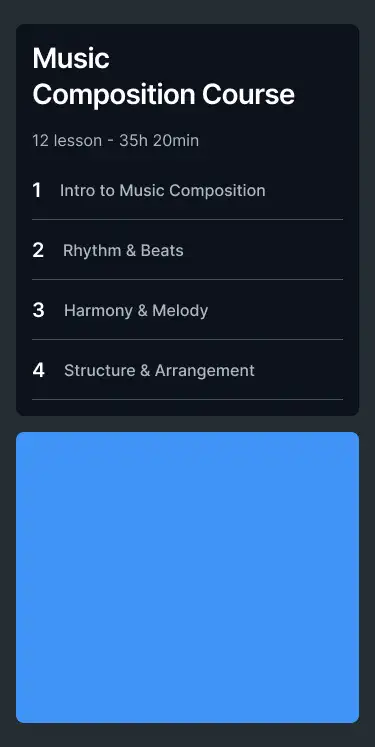 Music
Composition Course
12 lesson - 35h 20min
1 Intro to Music Composition
2 Rhythm & Beats
3 Harmony & Melody
4 Structure & Arrangement